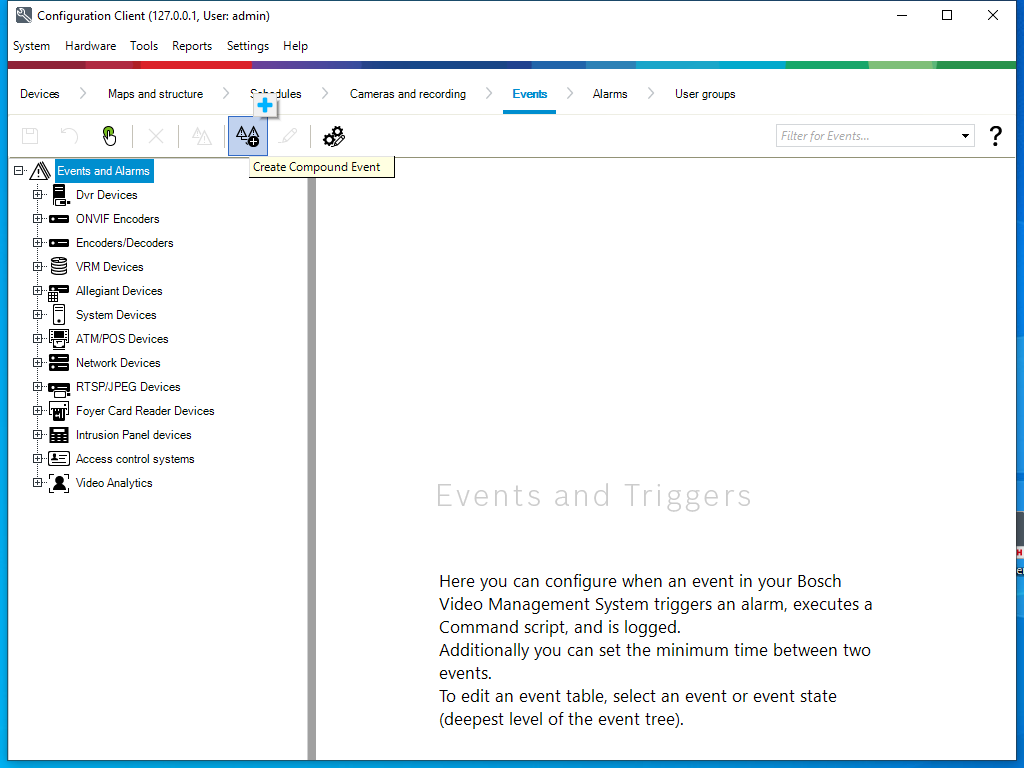 Configuration Client (127.0.0.1, User: admin)
System Hardware Tools Reports Settings Help
Devices Maps and structure Schedules Cameras and recording Events Alarms User groups
Filter for Events... ?
Create Compound Event
Events and Alarms
Dvr Devices
ONVIF Encoders
Encoders/Decoders
VRM Devices
Allegiant Devices
System Devices
ATM/POS Devices
Network Devices
RTSP/JPEG Devices
Foyer Card Reader Devices
Intrusion Panel devices
Access control systems
Video Analytics
Events and Triggers
Here you can configure when an event in your Bosch
Video Management System triggers an alarm, executes a
Command script, and is logged.
Additionally you can set the minimum time between two
events.
To edit an event table, select an event or event state
(deepest level of the event tree).